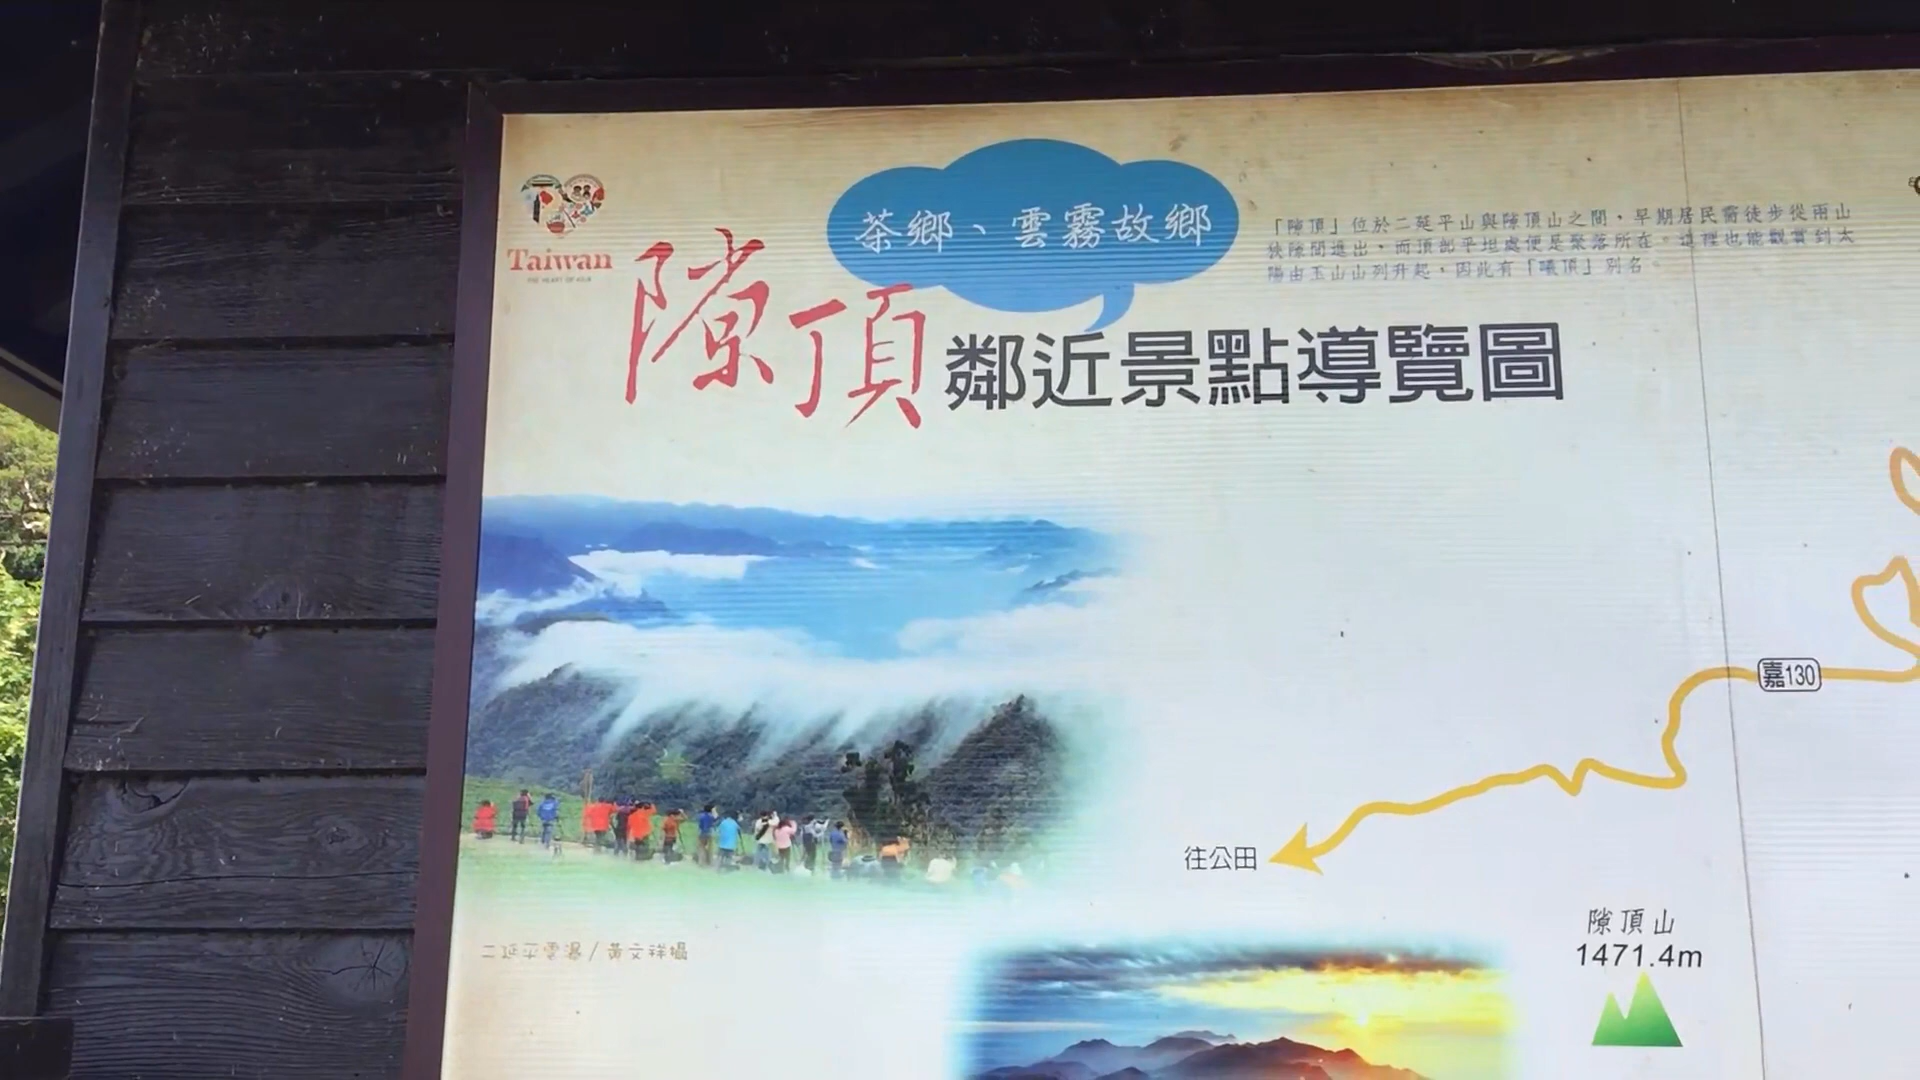 Taiwan
THE HEART OF ASIA
茶鄉、雲霧故鄉
隙頂鄰近景點導覽圖
「隙頂」位於二延平山與隙頂山之間，早期居民需徒步從兩山
狹隙間進出，而頂部平坦處便是聚落所在。這裡也能觀賞到太
陽由玉山山列升起，因此有「曦頂」別名。
嘉130
往公田
隙頂山
1471.4m
二延平雲瀑/黃文祥攝